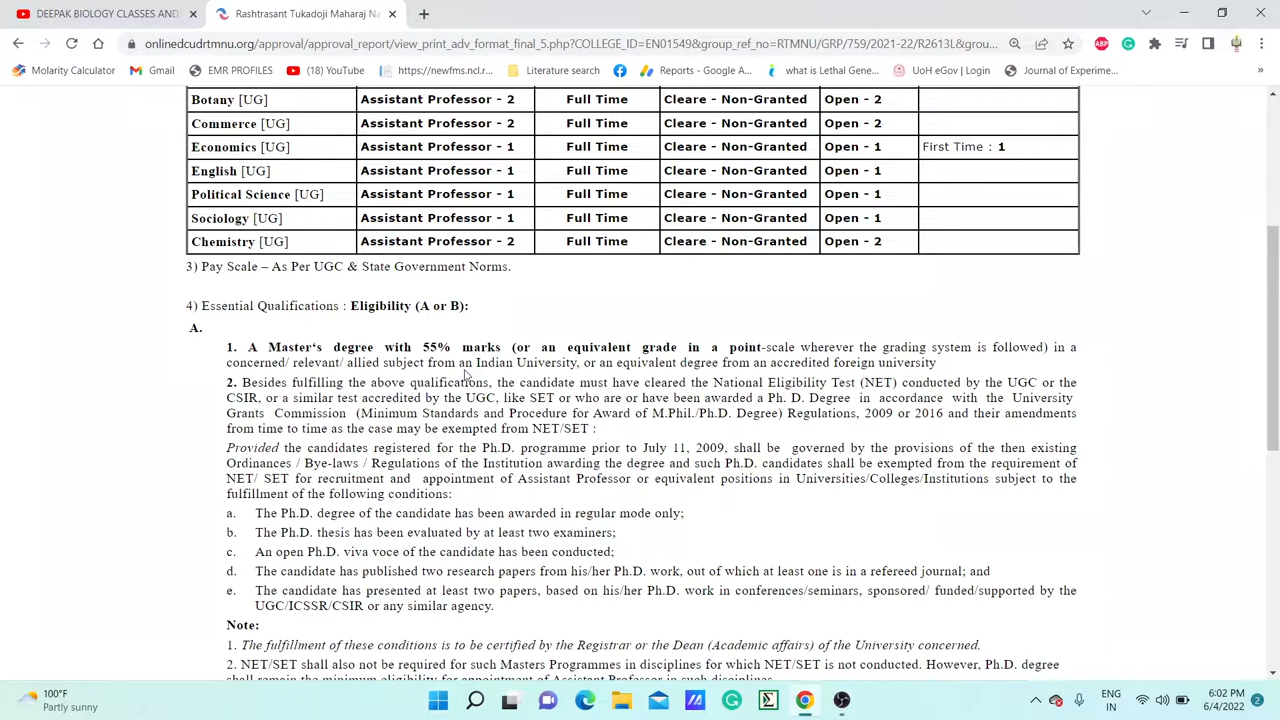 DEEPAK BIOLOGY CLASSES AND
Rashtrasant Tukadoji Maharaj Na
onlinedcudrtmnu.org/approval/approval_report/view_print_adv_format_final_5.php?COLLEGE_ID=EN01549&group_ref_no=RTMNU/GRP/759/2021-22/R2613L&grou...
Molarity Calculator Gmail EMR PROFILES (18) YouTube https://newfms.ncl.r... Literature search Reports - Google A... what is Lethal Gene... UoH eGov | Login Journal of Experime...
Botany [UG] Assistant Professor - 2 Full Time Cleare - Non-Granted Open - 2
Commerce [UG] Assistant Professor - 2 Full Time Cleare - Non-Granted Open - 2
Economics [UG] Assistant Professor - 1 Full Time Cleare - Non-Granted Open - 1 First Time : 1
English [UG] Assistant Professor - 1 Full Time Cleare - Non-Granted Open - 1
Political Science [UG] Assistant Professor - 1 Full Time Cleare - Non-Granted Open - 1
Sociology [UG] Assistant Professor - 1 Full Time Cleare - Non-Granted Open - 1
Chemistry [UG] Assistant Professor - 2 Full Time Cleare - Non-Granted Open - 2
3) Pay Scale – As Per UGC & State Government Norms.
4) Essential Qualifications : Eligibility (A or B):
A.
1. A Master‘s degree with 55% marks (or an equivalent grade in a point-scale wherever the grading system is followed) in a
concerned/ relevant/ allied subject from an Indian University, or an equivalent degree from an accredited foreign university
2. Besides fulfilling the above qualifications, the candidate must have cleared the National Eligibility Test (NET) conducted by the UGC or the
CSIR, or a similar test accredited by the UGC, like SET or who are or have been awarded a Ph. D. Degree in accordance with the University
Grants Commission (Minimum Standards and Procedure for Award of M.Phil./Ph.D. Degree) Regulations, 2009 or 2016 and their amendments
from time to time as the case may be exempted from NET/SET :
Provided the candidates registered for the Ph.D. programme prior to July 11, 2009, shall be governed by the provisions of the then existing
Ordinances / Bye-laws / Regulations of the Institution awarding the degree and such Ph.D. candidates shall be exempted from the requirement of
NET/ SET for recruitment and appointment of Assistant Professor or equivalent positions in Universities/Colleges/Institutions subject to the
fulfillment of the following conditions:
a. The Ph.D. degree of the candidate has been awarded in regular mode only;
b. The Ph.D. thesis has been evaluated by at least two examiners;
c. An open Ph.D. viva voce of the candidate has been conducted;
d. The candidate has published two research papers from his/her Ph.D. work, out of which at least one is in a refereed journal; and
e. The candidate has presented at least two papers, based on his/her Ph.D. work in conferences/seminars, sponsored/ funded/supported by the
UGC/ICSSR/CSIR or any similar agency.
Note:
1. The fulfillment of these conditions is to be certified by the Registrar or the Dean (Academic affairs) of the University concerned.
2. NET/SET shall also not be required for such Masters Programmes in disciplines for which NET/SET is not conducted. However, Ph.D. degree
shall remain the minimum eligibility for appointment of Assistant Professor in such disciplines.
100°F
Partly sunny
ENG
IN
6:02 PM
6/4/2022
2